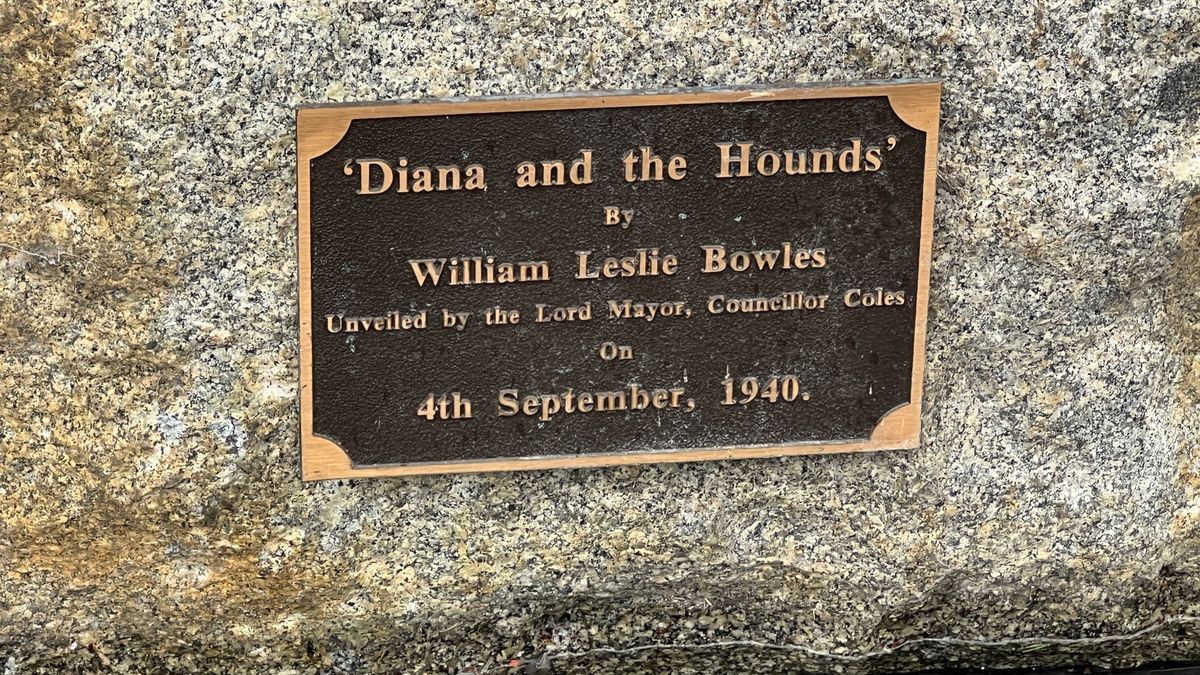 ‘Diana and the Hounds’
By
William Leslie Bowles
Unveiled by the Lord Mayor, Councillor Coles
On
4th September, 1940.